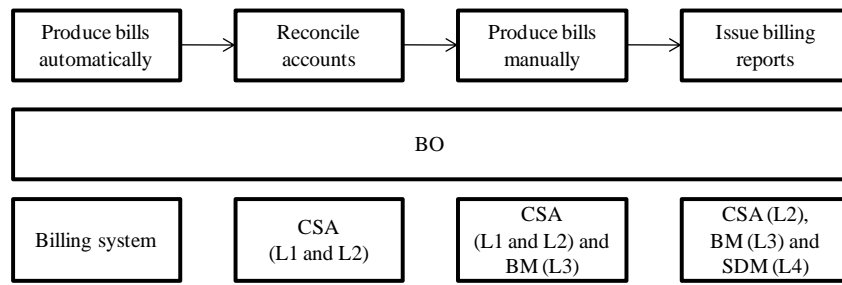 Produce bills
automatically
Reconcile
accounts
Produce bills
manually
Issue billing
reports
BO
Billing system
CSA
(L1 and L2)
CSA
(L1 and L2) and
BM (L3)
CSA (L2),
BM (L3) and
SDM (L4)